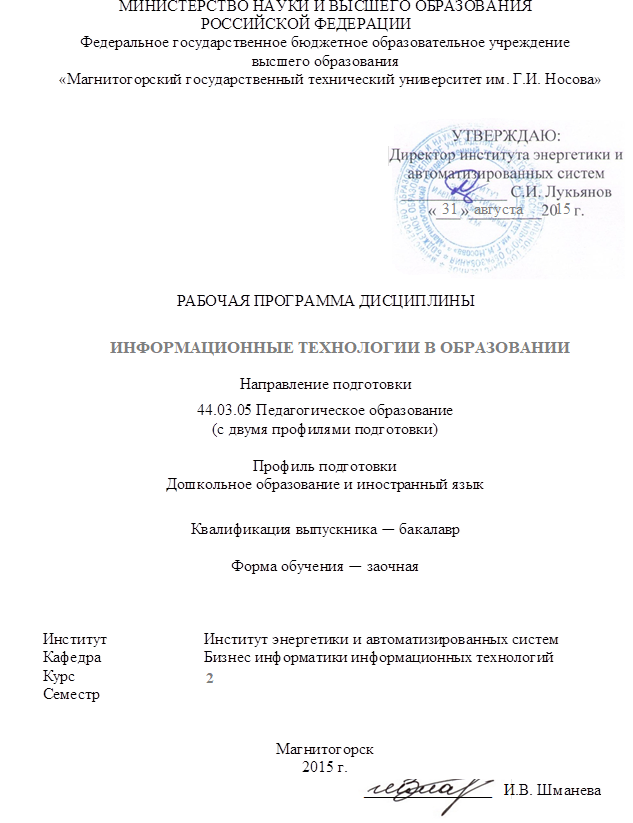 МИНИСТЕРСТВО НАУКИ И ВЫСШЕГО ОБРАЗОВАНИЯ
РОССИЙСКОЙ ФЕДЕРАЦИИ
Федеральное государственное бюджетное образовательное учреждение
высшего образования
«Магнитогорский государственный технический университет им. Г.И. Носова»
УТВЕРЖДАЮ:
Директор института энергетики и
автоматизированных систем
С.И. Лукьянов
« 31 » августа 2015 г.
РАБОЧАЯ ПРОГРАММА ДИСЦИПЛИНЫ
ИНФОРМАЦИОННЫЕ ТЕХНОЛОГИИ В ОБРАЗОВАНИИ
Направление подготовки
44.03.05 Педагогическое образование
(с двумя профилями подготовки)
Профиль подготовки
Дошкольное образование и иностранный язык
Квалификация выпускника — бакалавр
Форма обучения — заочная
Институт Институт энергетики и автоматизированных систем
Кафедра Бизнес информатики информационных технологий
Курс 2
Семестр
Магнитогорск
2015 г.
И.В. Шманева